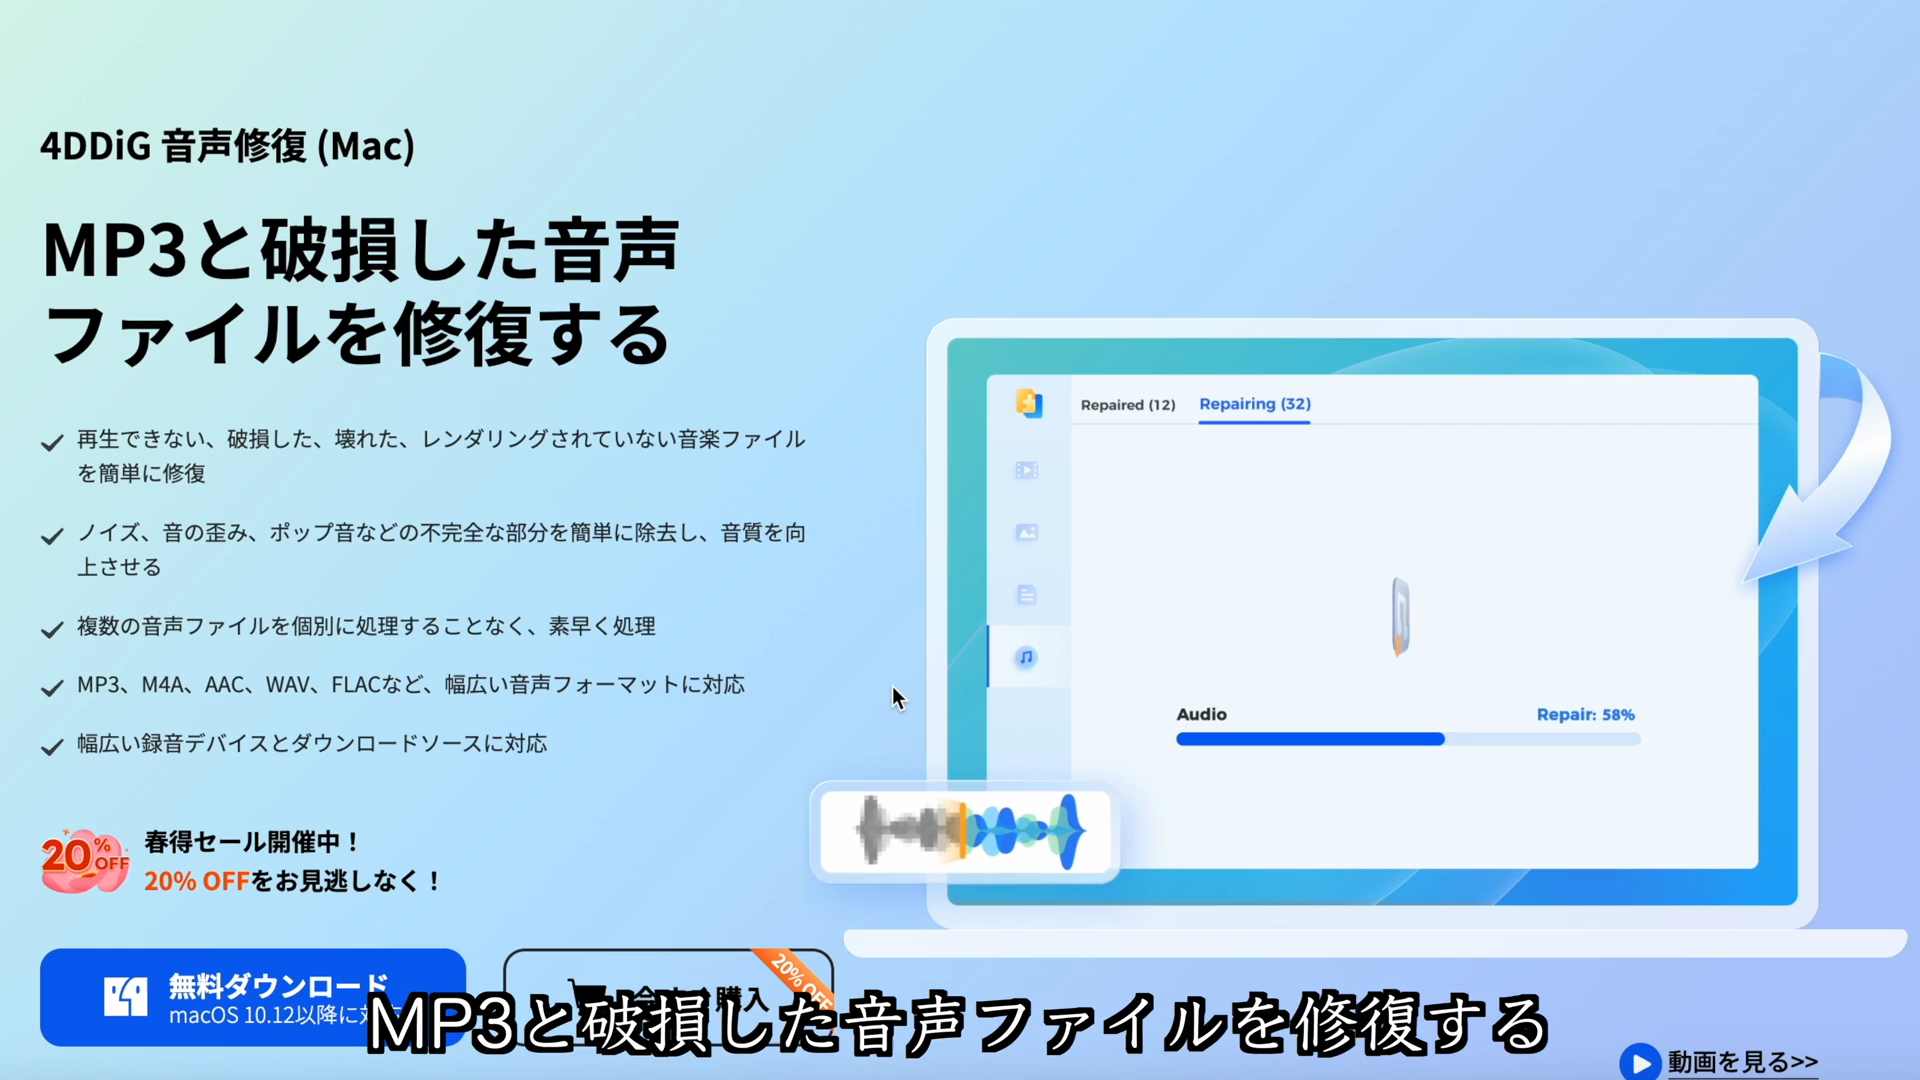 4DDiG 音声修復 (Mac)
MP3と破損した音声
ファイルを修復する
再生できない、破損した、壊れた、レンダリングされていない音楽ファイル
を簡単に修復
ノイズ、音の歪み、ポップ音などの不完全な部分を簡単に除去し、音質を向
上させる
複数の音声ファイルを個別に処理することなく、素早く処理
MP3、M4A、AAC、WAV、FLACなど、幅広い音声フォーマットに対応
幅広い録音デバイスとダウンロードソースに対応
20% OFF
春得セール開催中！
20% OFFをお見逃しなく！
無料ダウンロード
macOS 10.12以降に
購入
20% OFF
Repaired (12)
Repairing (32)
Audio
Repair: 58%
MP3と破損した音声ファイルを修復する
動画を見る>>